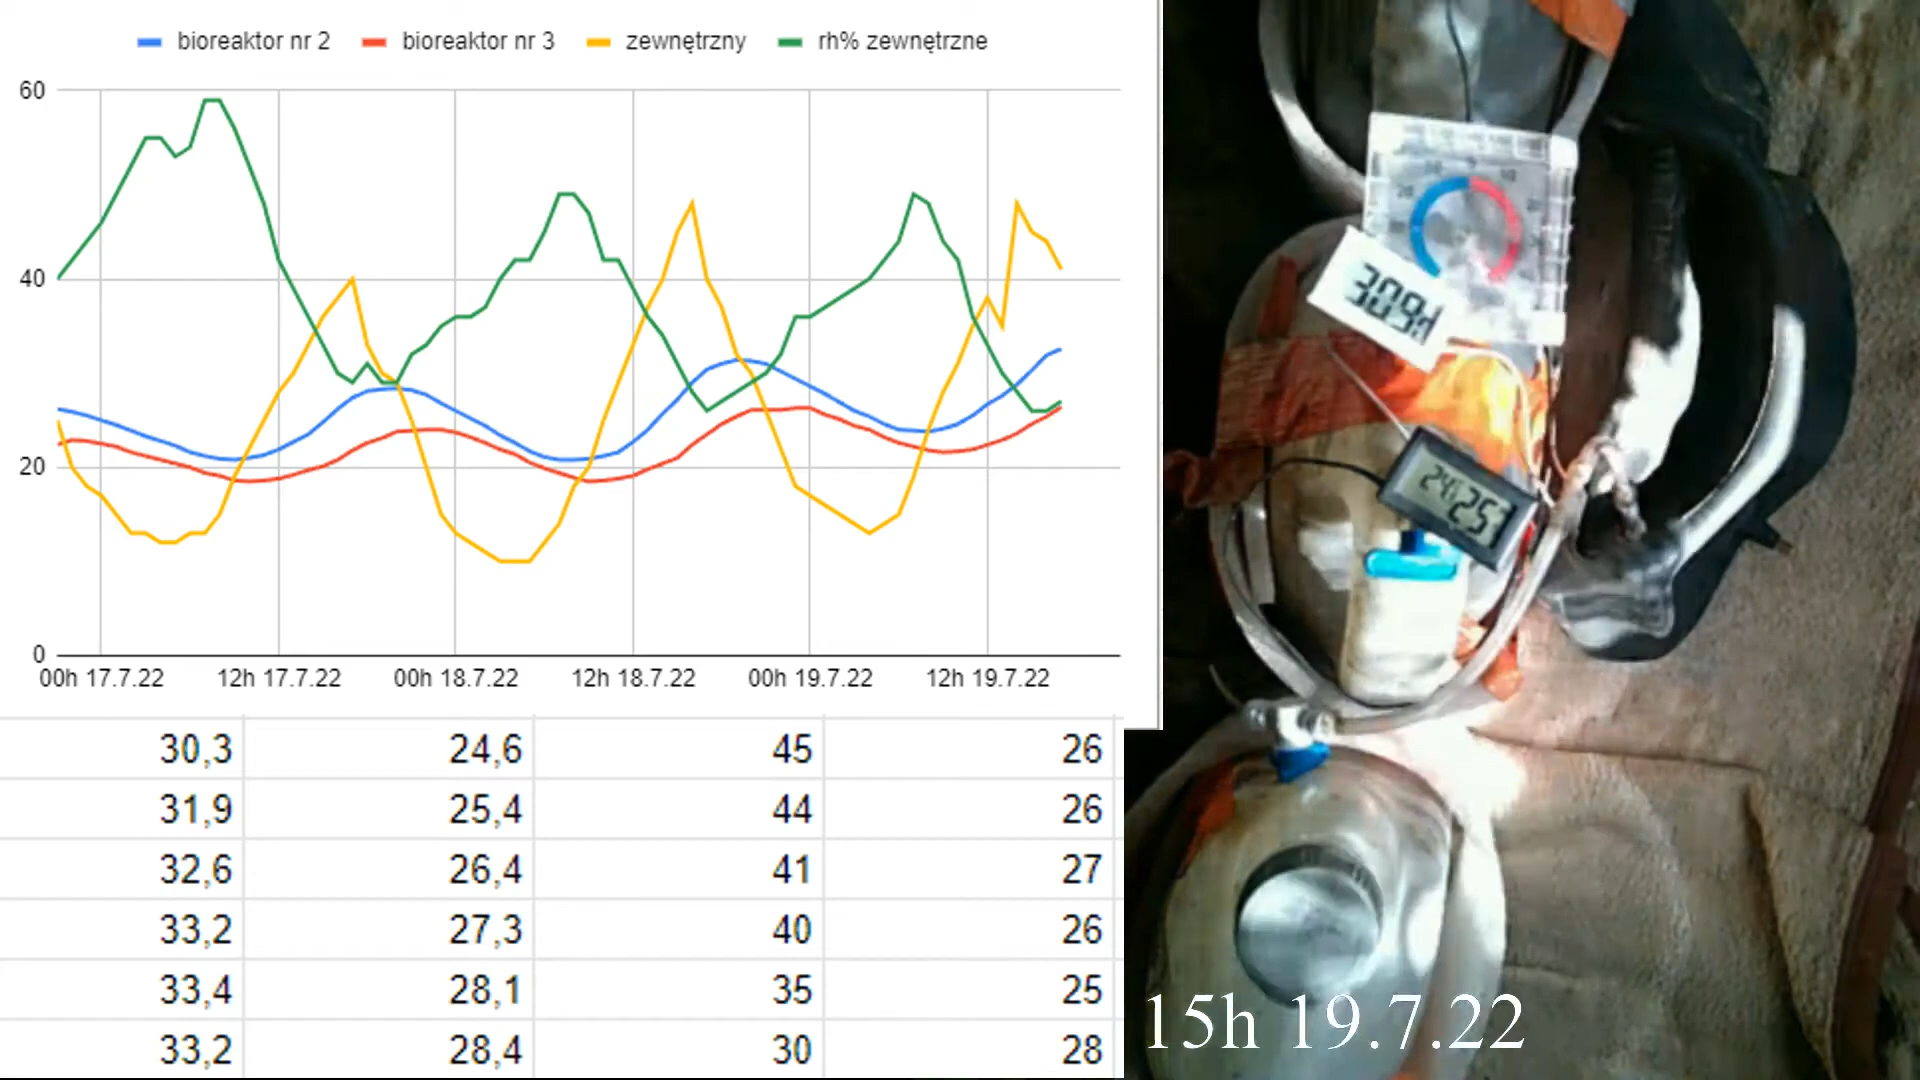 bioreaktor nr 2 bioreaktor nr 3 zewnętrzny rh% zewnętrzne
60
40
20
0
00h 17.7.22 12h 17.7.22 00h 18.7.22 12h 18.7.22 00h 19.7.22 12h 19.7.22
30,3 24,6 45 26
31,9 25,4 44 26
32,6 26,4 41 27
33,2 27,3 40 26
33,4 28,1 35 25
33,2 28,4 30 28
15h 19.7.22